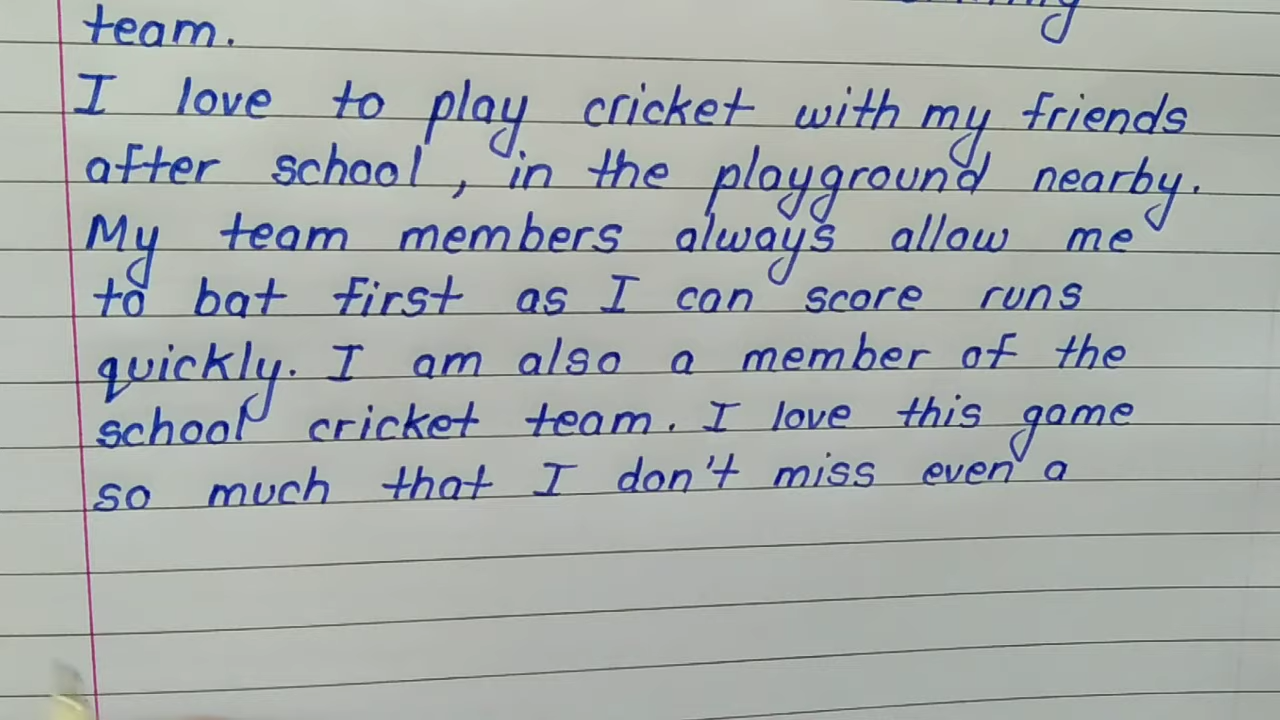 team.
I love to play cricket with my friends
after school, in the playground nearby.
My team members always allow me
to bat first as I can score runs
quickly. I am also a member of the
school cricket team. I love this game
so much that I don't miss even a